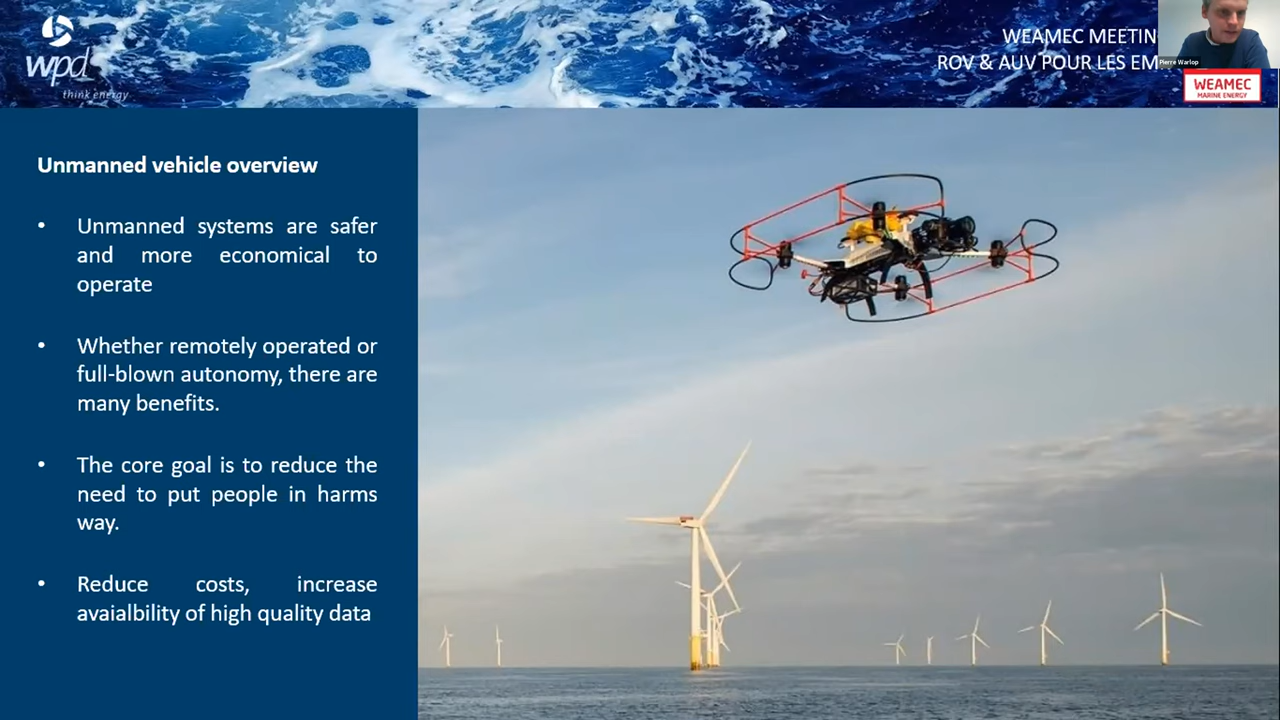 wpd
think energy
WEAMEC MEETIN
ROV & AUV POUR LES EM
Pierre Warlop
WEAMEC
MARINE ENERGY
Unmanned vehicle overview
• Unmanned systems are safer
and more economical to
operate
• Whether remotely operated or
full-blown autonomy, there are
many benefits.
• The core goal is to reduce the
need to put people in harms
way.
• Reduce costs, increase
avaialbility of high quality data